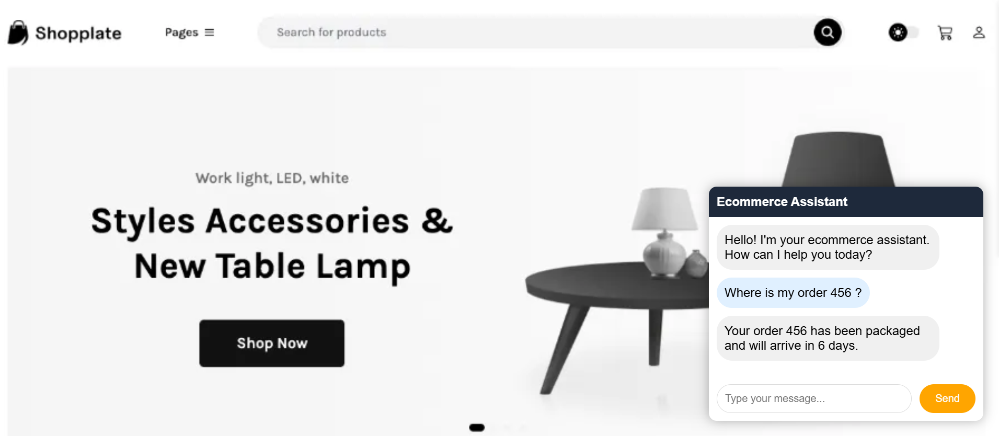 Shopplate
Pages
Search for products
Work light, LED, white
Styles Accessories &
New Table Lamp
Shop Now
Ecommerce Assistant
Hello! I'm your ecommerce assistant.
How can I help you today?
Where is my order 456 ?
Your order 456 has been packaged
and will arrive in 6 days.
Type your message...
Send